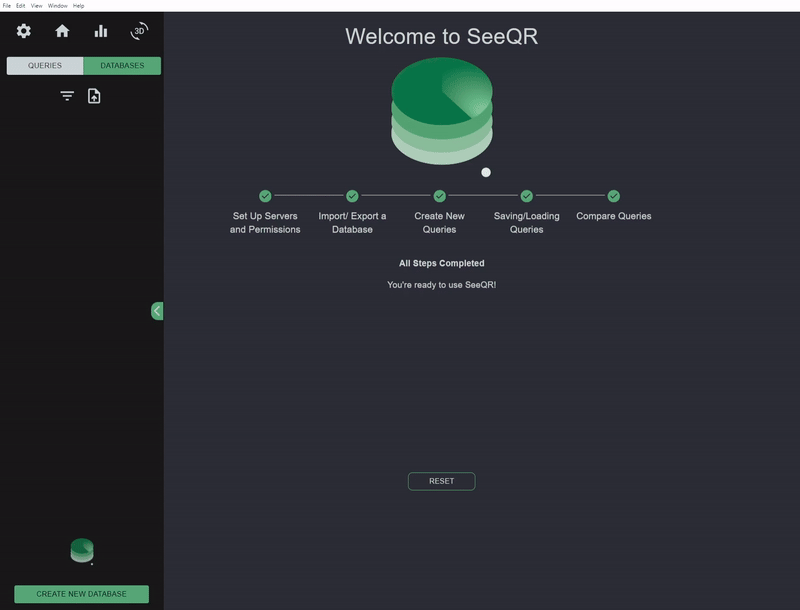 File Edit View Window Help
3D
QUERIES DATABASES
Welcome to SeeQR
Set Up Servers
and Permissions
Import/ Export a
Database
Create New
Queries
Saving/Loading
Queries
Compare Queries
All Steps Completed
You're ready to use SeeQR!
RESET
CREATE NEW DATABASE